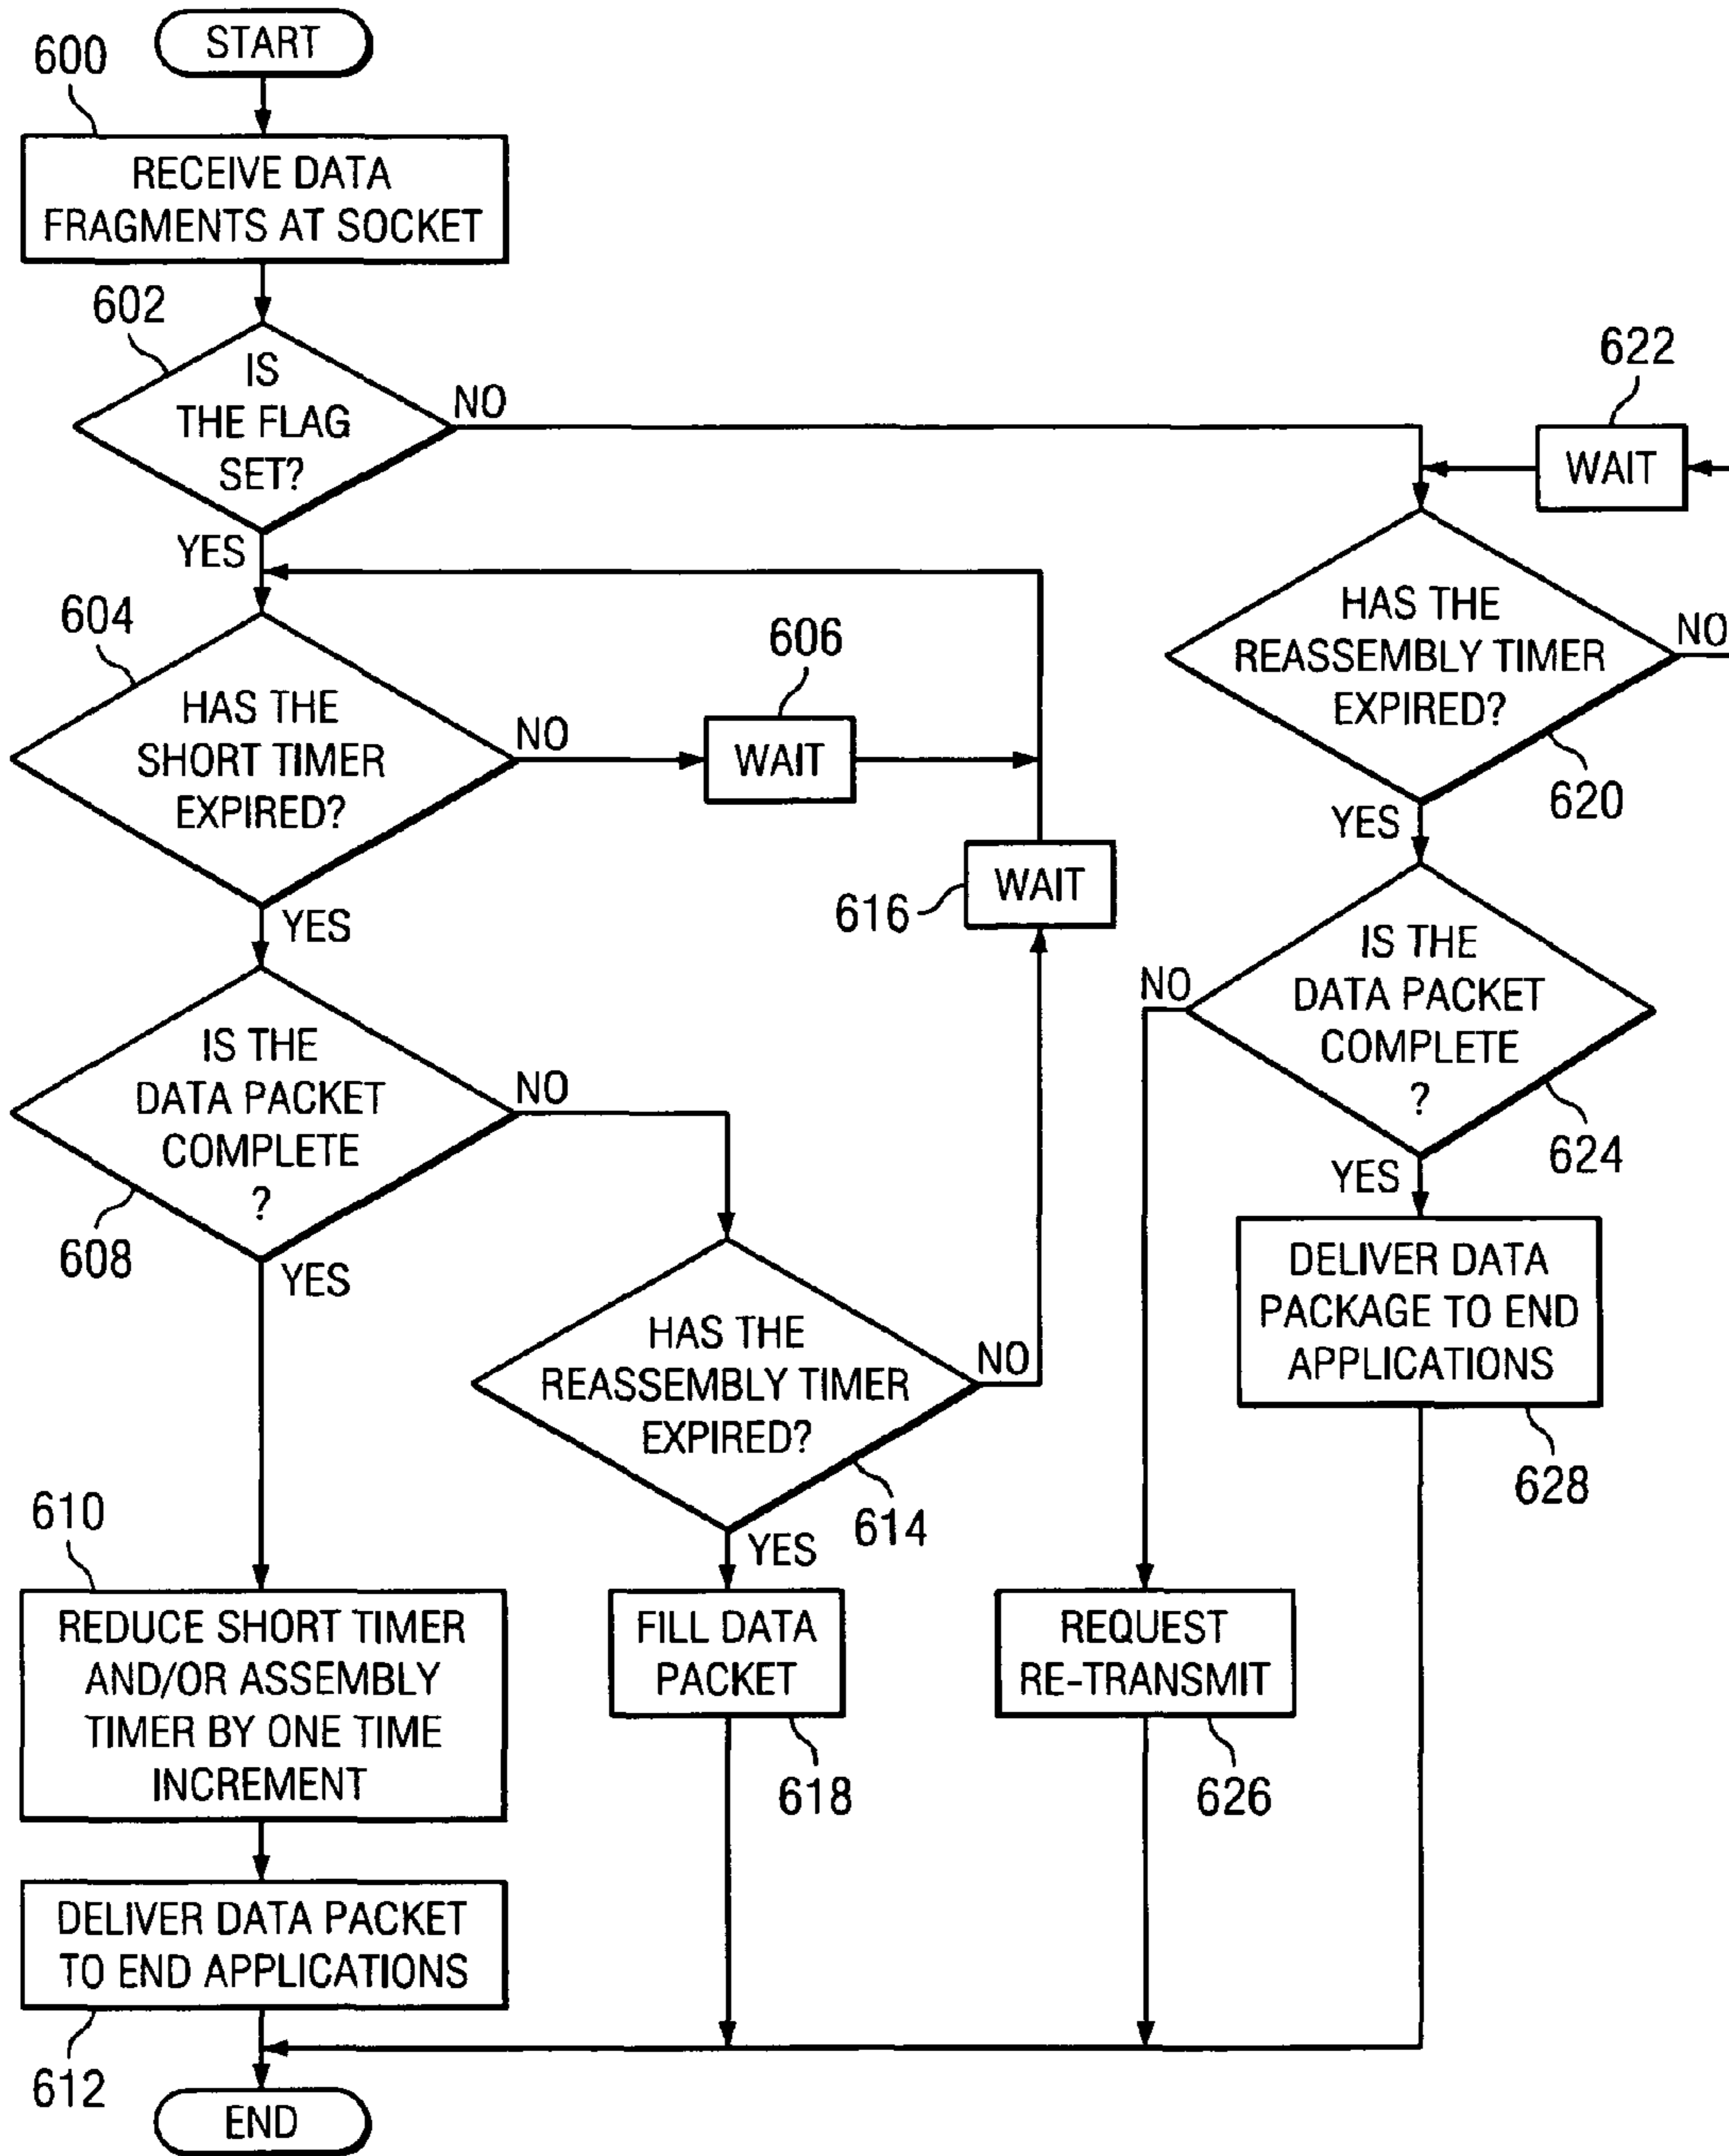 START
600
RECEIVE DATA
FRAGMENTS AT SOCKET
602
IS
THE FLAG
SET?
NO
YES
622
WAIT
604
HAS THE
SHORT TIMER
EXPIRED?
NO
YES
606
WAIT
616
WAIT
HAS THE
REASSEMBLY TIMER
EXPIRED?
NO
620
YES
IS THE
DATA PACKET
COMPLETE
?
NO
624
YES
608
IS THE
DATA PACKET
COMPLETE
?
NO
YES
HAS THE
REASSEMBLY TIMER
EXPIRED?
NO
614
YES
DELIVER DATA
PACKAGE TO END
APPLICATIONS
628
610
REDUCE SHORT TIMER
AND/OR ASSEMBLY
TIMER BY ONE TIME
INCREMENT
FILL DATA
PACKET
618
REQUEST
RE-TRANSMIT
626
DELIVER DATA PACKET
TO END APPLICATIONS
612
END